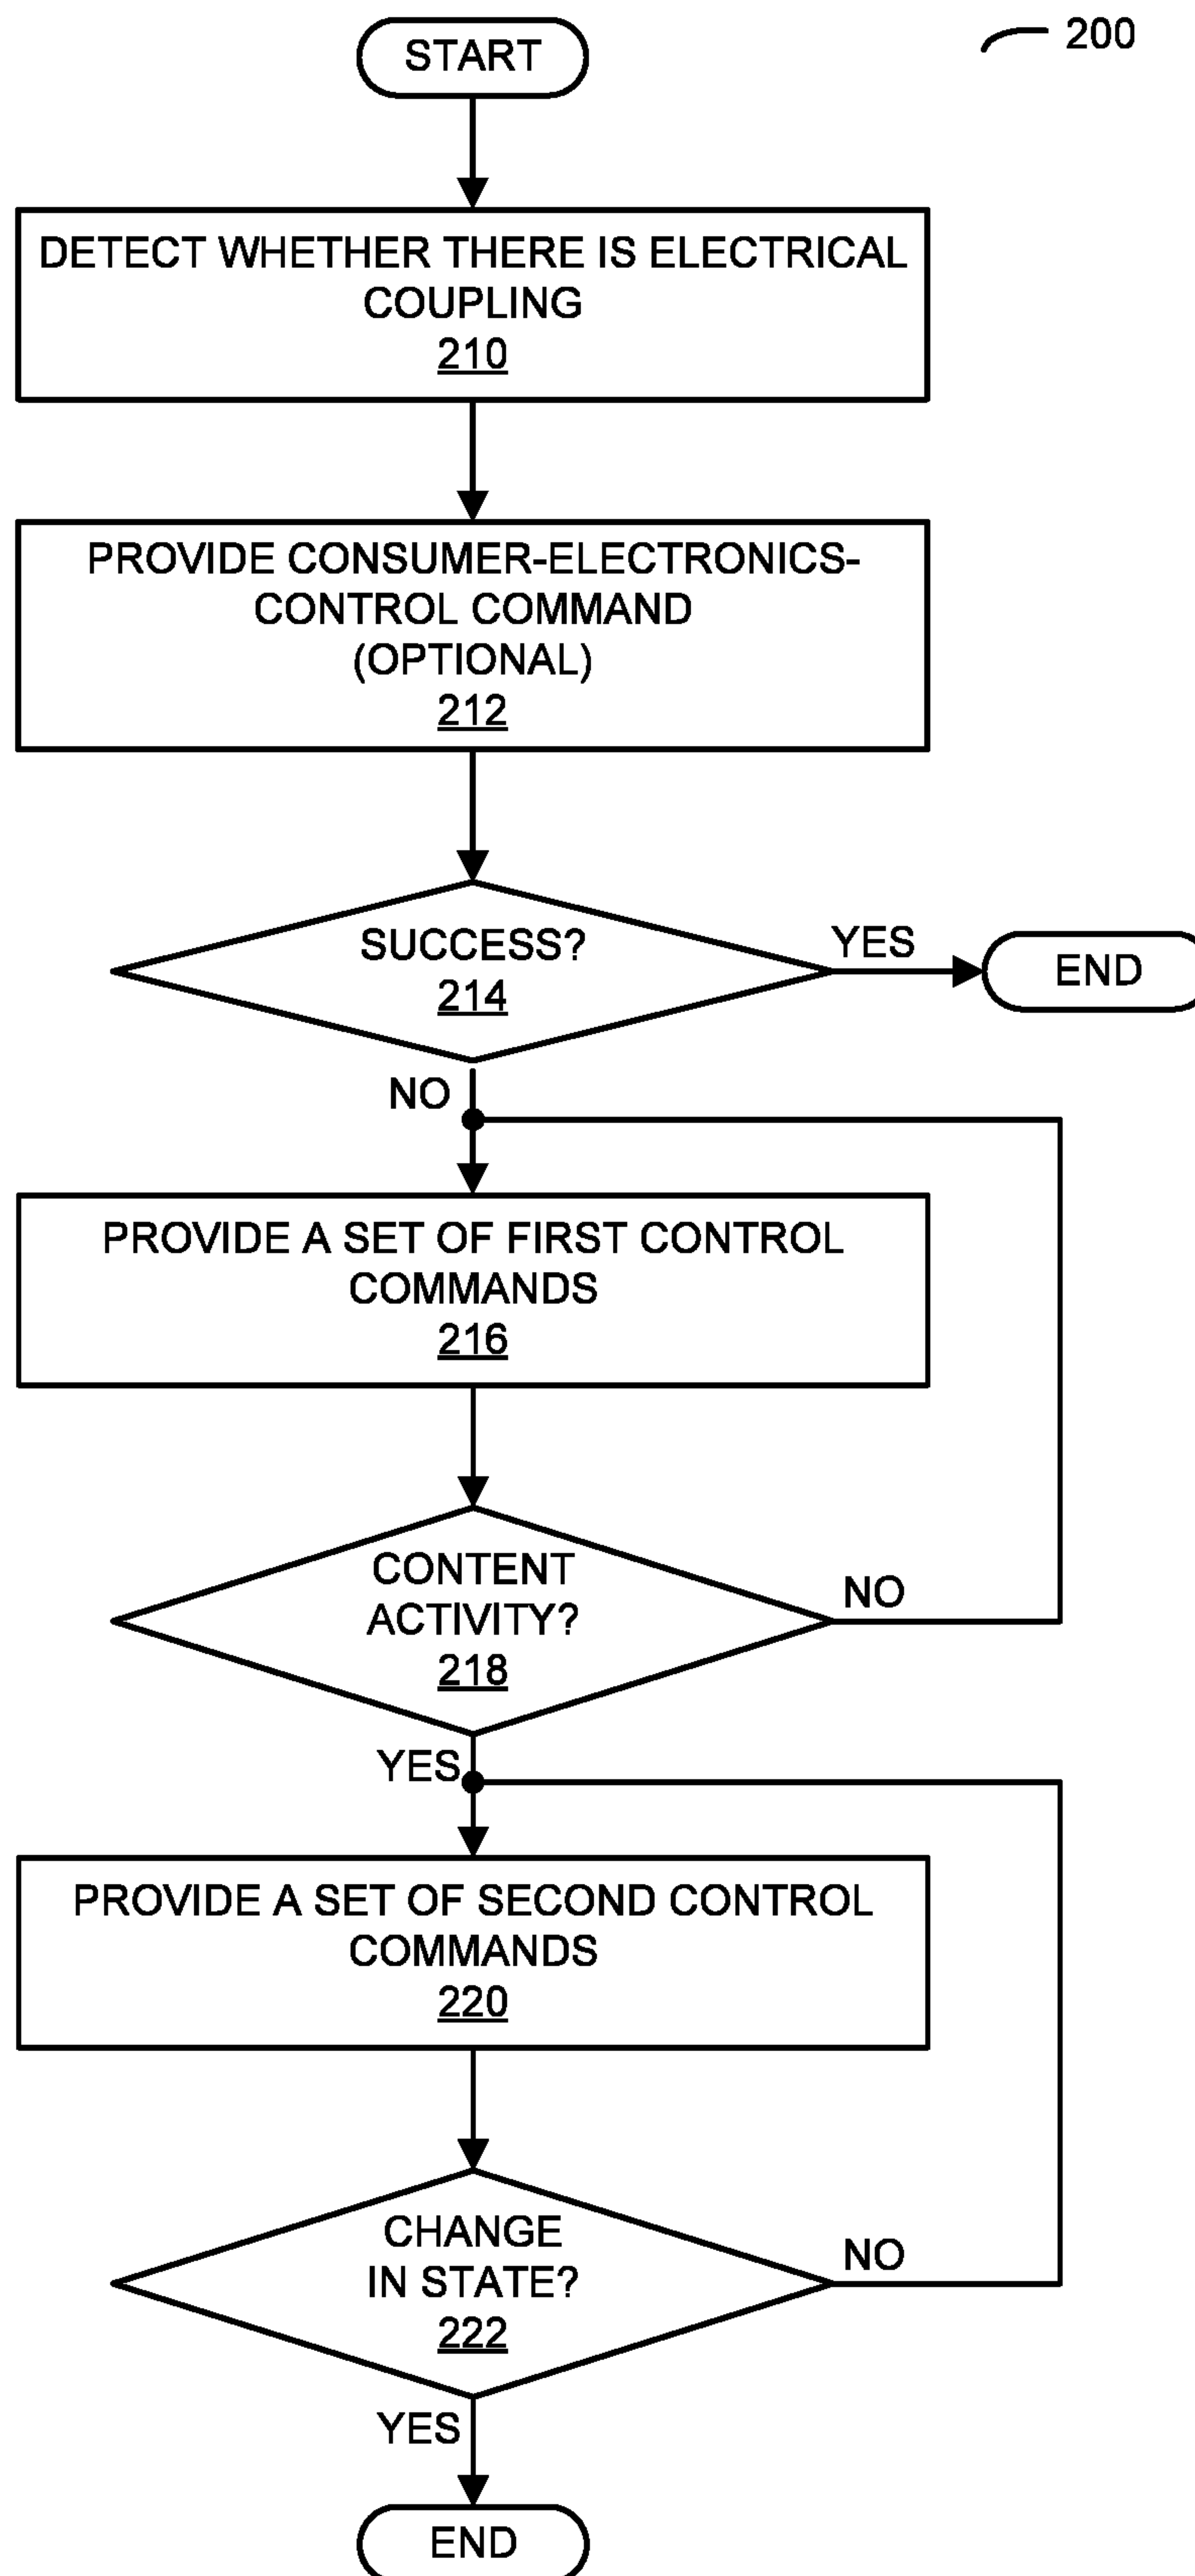 START
200
DETECT WHETHER THERE IS ELECTRICAL
COUPLING
210
PROVIDE CONSUMER-ELECTRONICS-
CONTROL COMMAND
(OPTIONAL)
212
SUCCESS?
214
YES
END
NO
PROVIDE A SET OF FIRST CONTROL
COMMANDS
216
CONTENT
ACTIVITY?
218
NO
YES
PROVIDE A SET OF SECOND CONTROL
COMMANDS
220
CHANGE
IN STATE?
222
NO
YES
END